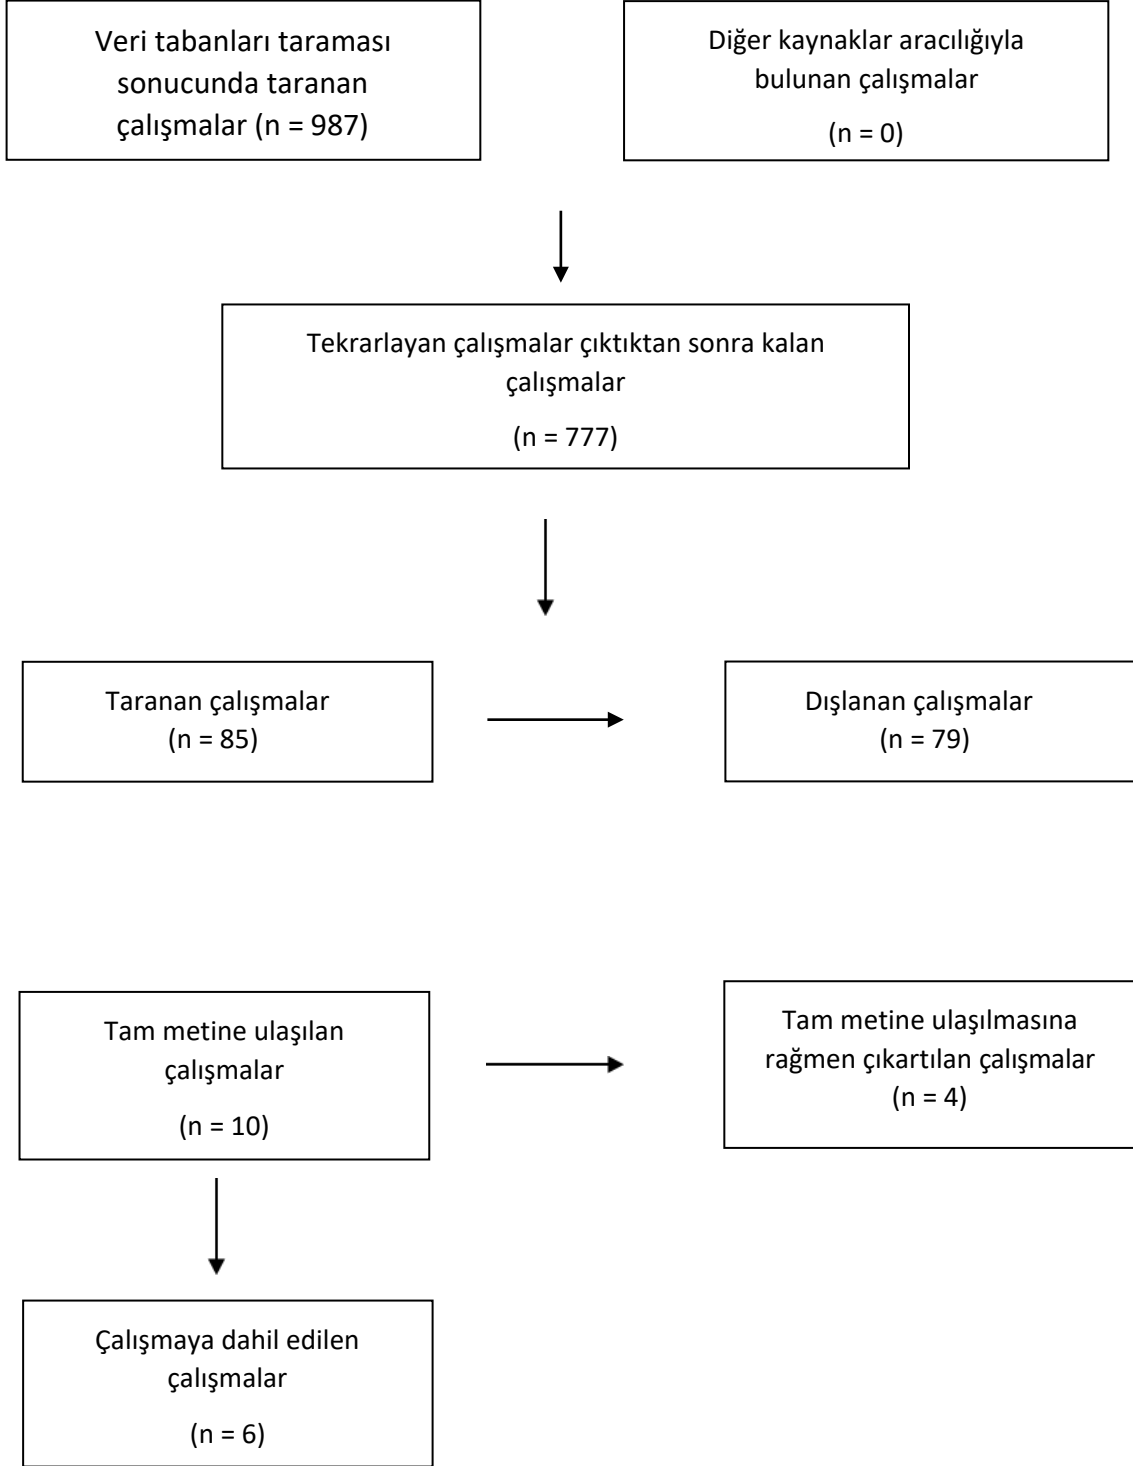 Veri tabanları taraması
sonucunda taranan
çalışmalar (n = 987)
Diğer kaynaklar aracılığıyla
bulunan çalışmalar
(n = 0)
Tekrarlayan çalışmalar çıktıktan sonra kalan
çalışmalar
(n = 777)
Taranan çalışmalar
(n = 85)
Dışlanan çalışmalar
(n = 79)
Tam metine ulaşılan
çalışmalar
(n = 10)
Tam metine ulaşılmasına
rağmen çıkartılan çalışmalar
(n = 4)
Çalışmaya dahil edilen
çalışmalar
(n = 6)